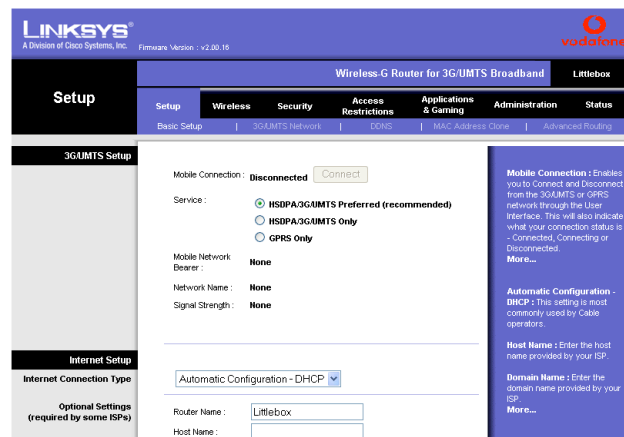 LINKSYS®
A Division of Cisco Systems, Inc.
Firmware Version : v2.00.16
vodafone
Wireless-G Router for 3G/UMTS Broadband
Littlebox
Setup
Setup
Wireless
Security
Access
Restrictions
Applications
& Gaming
Administration
Status
Basic Setup | 3G/UMTS Network | DDNS | MAC Address Clone | Advanced Routing
3G/UMTS Setup
Mobile Connection : Disconnected Connect
Service :
HSDPA/3G/UMTS Preferred (recommended)
HSDPA/3G/UMTS Only
GPRS Only
Mobile Network
Bearer :
None
Network Name : None
Signal Strength : None
Internet Setup
Internet Connection Type
Automatic Configuration - DHCP
Optional Settings
(required by some ISPs)
Router Name : Littlebox
Host Name :
Mobile Connection : Enables
you to Connect and Disconnect
from the 3G/UMTS or GPRS
network through the User
Interface. This will also indicate
what your connection status is
- Connected, Connecting or
Disconnected.
More...
Automatic Configuration -
DHCP : This setting is most
commonly used by Cable
operators.
Host Name : Enter the host
name provided by your ISP.
Domain Name : Enter the
domain name provided by your
ISP.
More...